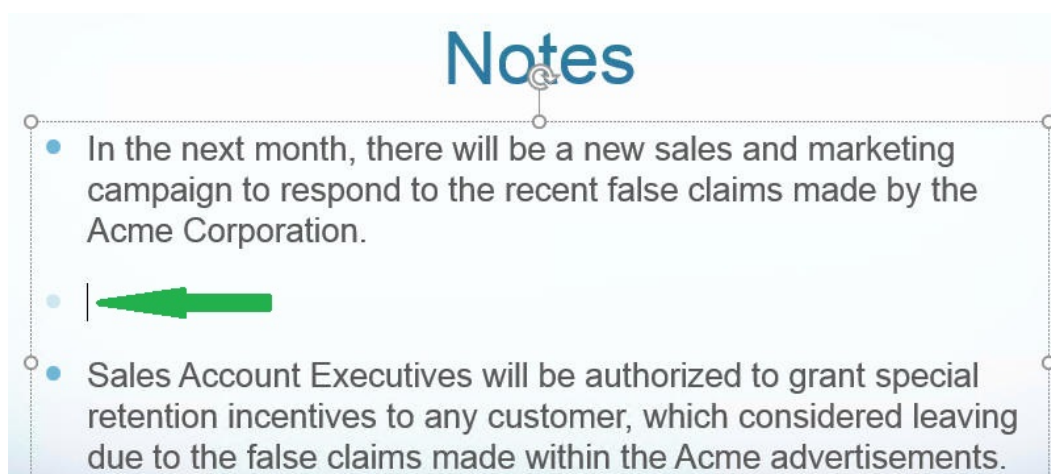 Notes
In the next month, there will be a new sales and marketing
campaign to respond to the recent false claims made by the
Acme Corporation.
Sales Account Executives will be authorized to grant special
retention incentives to any customer, which considered leaving
due to the false claims made within the Acme advertisements.